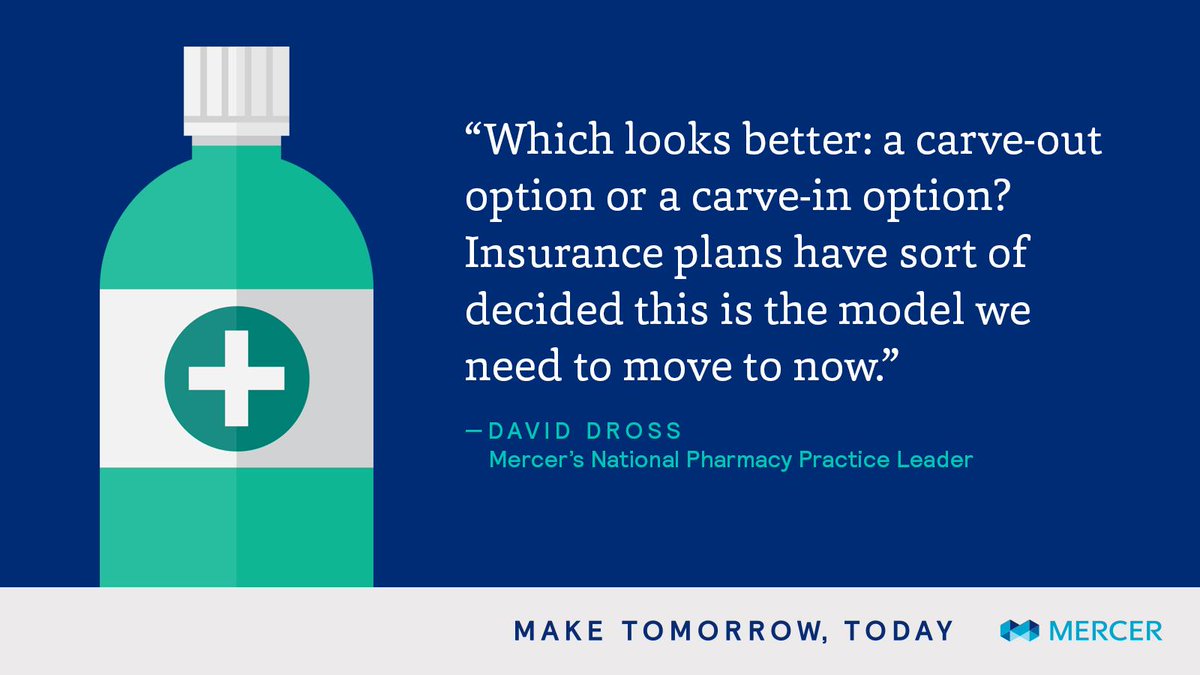 “Which looks better: a carve-out
option or a carve-in option?
Insurance plans have sort of
decided this is the model we
need to move to now.”
—DAVID DROSS
Mercer’s National Pharmacy Practice Leader
MAKE TOMORROW, TODAY
MERCER